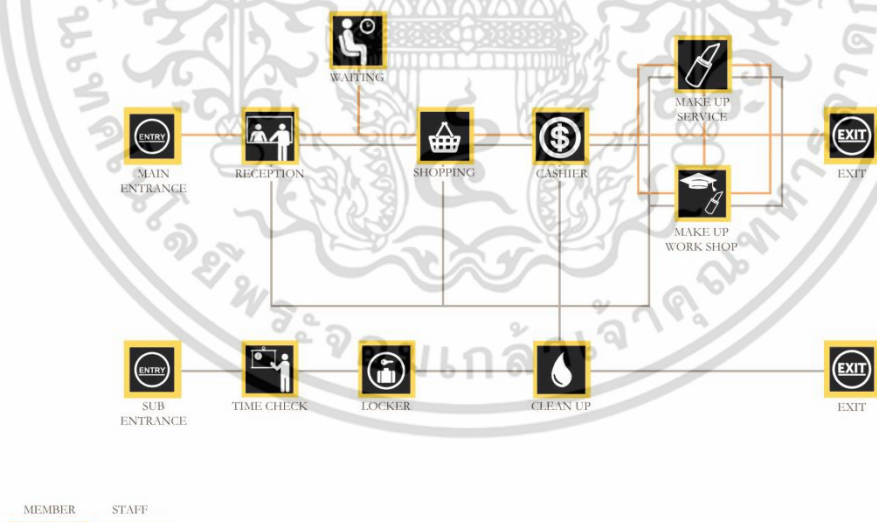 WAITING
MAKE UP
SERVICE
ENTRY
EXIT
MAIN
ENTRANCE
RECEPTION
SHOPPING
$
CASHIER
EXIT
MAKE UP
WORK SHOP
ENTRY
EXIT
SUB
ENTRANCE
TIME CHECK
LOCKER
CLEAN UP
EXIT
MEMBER
STAFF